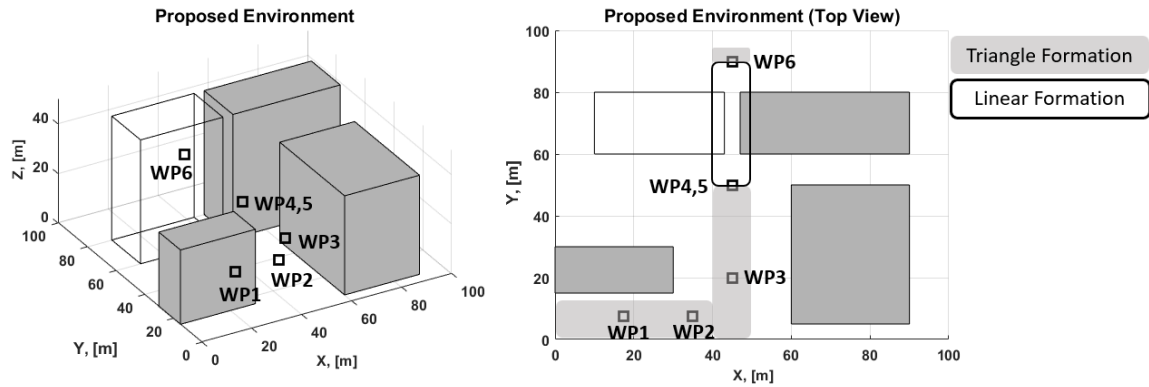 Proposed Environment
40
20
0
Z, [m]
100
80
60
40
20
0
Y, [m]
0
20
40
60
80
100
X, [m]
WP6
WP4,5
WP3
WP2
WP1
Proposed Environment (Top View)
100
80
60
40
20
0
Y, [m]
0
20
40
60
80
100
X, [m]
WP6
WP4,5
WP3
WP1
WP2
Triangle Formation
Linear Formation